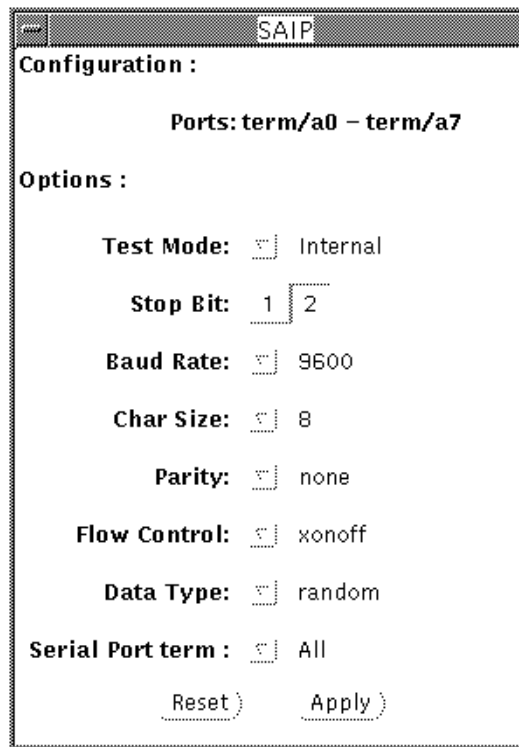 SAIP
Configuration :
Ports: term/a0 – term/a7
Options :
Test Mode: Internal
Stop Bit: 1 2
Baud Rate: 9600
Char Size: 8
Parity: none
Flow Control: xonoff
Data Type: random
Serial Port term : All
Reset Apply